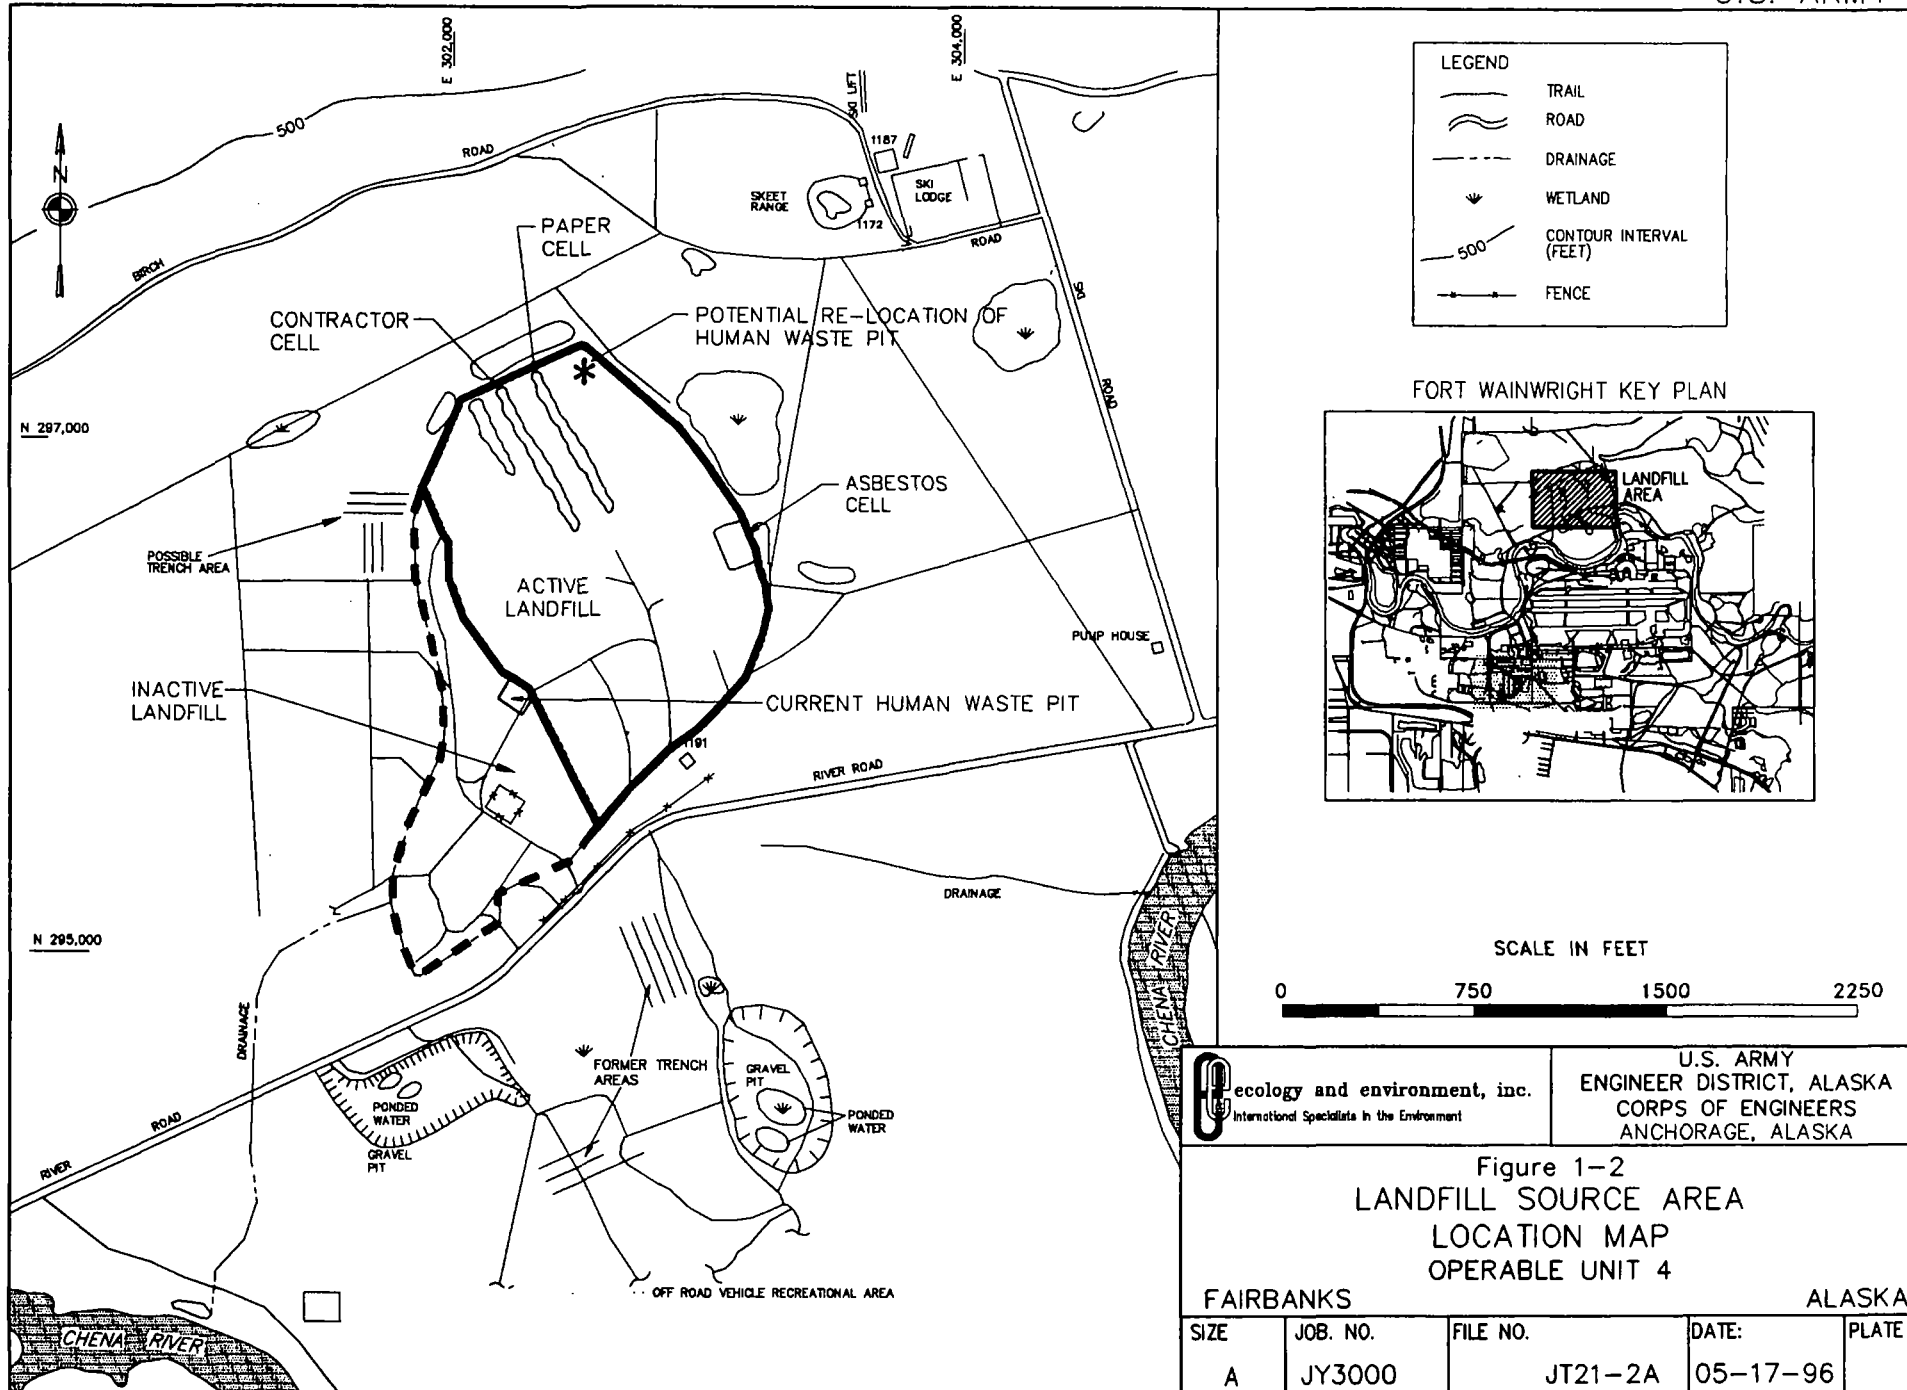 U.S. ARMY
E 302,000
E 304,000
500
ROAD
BIRCH
N
SKI LIFT
1187
SKI
LODGE
SKEET
RANGE
1172
ROAD
PAPER
CELL
CONTRACTOR
CELL
POTENTIAL RE-LOCATION OF
HUMAN WASTE PIT
ROAD
N 297,000
ASBESTOS
CELL
POSSIBLE
TRENCH AREA
ACTIVE
LANDFILL
PUMP HOUSE
INACTIVE
LANDFILL
CURRENT HUMAN WASTE PIT
1191
RIVER ROAD
DRAINAGE
N 295,000
CHENA RIVER
DRAINAGE
FORMER TRENCH
AREAS
GRAVEL
PIT
PONDED
WATER
PONDED
WATER
GRAVEL
PIT
ROAD
RIVER
OFF ROAD VEHICLE RECREATIONAL AREA
CHENA RIVER
LEGEND
TRAIL
ROAD
DRAINAGE
WETLAND
500
CONTOUR INTERVAL
(FEET)
FENCE
FORT WAINWRIGHT KEY PLAN
LANDFILL
AREA
SCALE IN FEET
0 750 1500 2250
ecology and environment, inc.
International Specialists in the Environment
U.S. ARMY
ENGINEER DISTRICT, ALASKA
CORPS OF ENGINEERS
ANCHORAGE, ALASKA
Figure 1-2
LANDFILL SOURCE AREA
LOCATION MAP
OPERABLE UNIT 4
FAIRBANKS ALASKA
SIZE JOB. NO. FILE NO. DATE: PLATE
A JY3000 JT21-2A 05-17-96